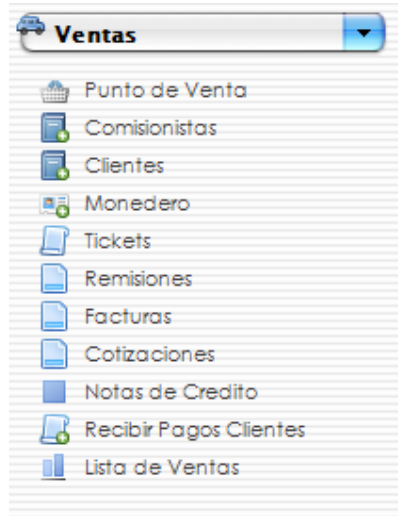 Ventas
Punto de Venta
Comisionistas
Clientes
Monedero
Tickets
Remisiones
Facturas
Cotizaciones
Notas de Credito
Recibir Pagos Clientes
Lista de Ventas